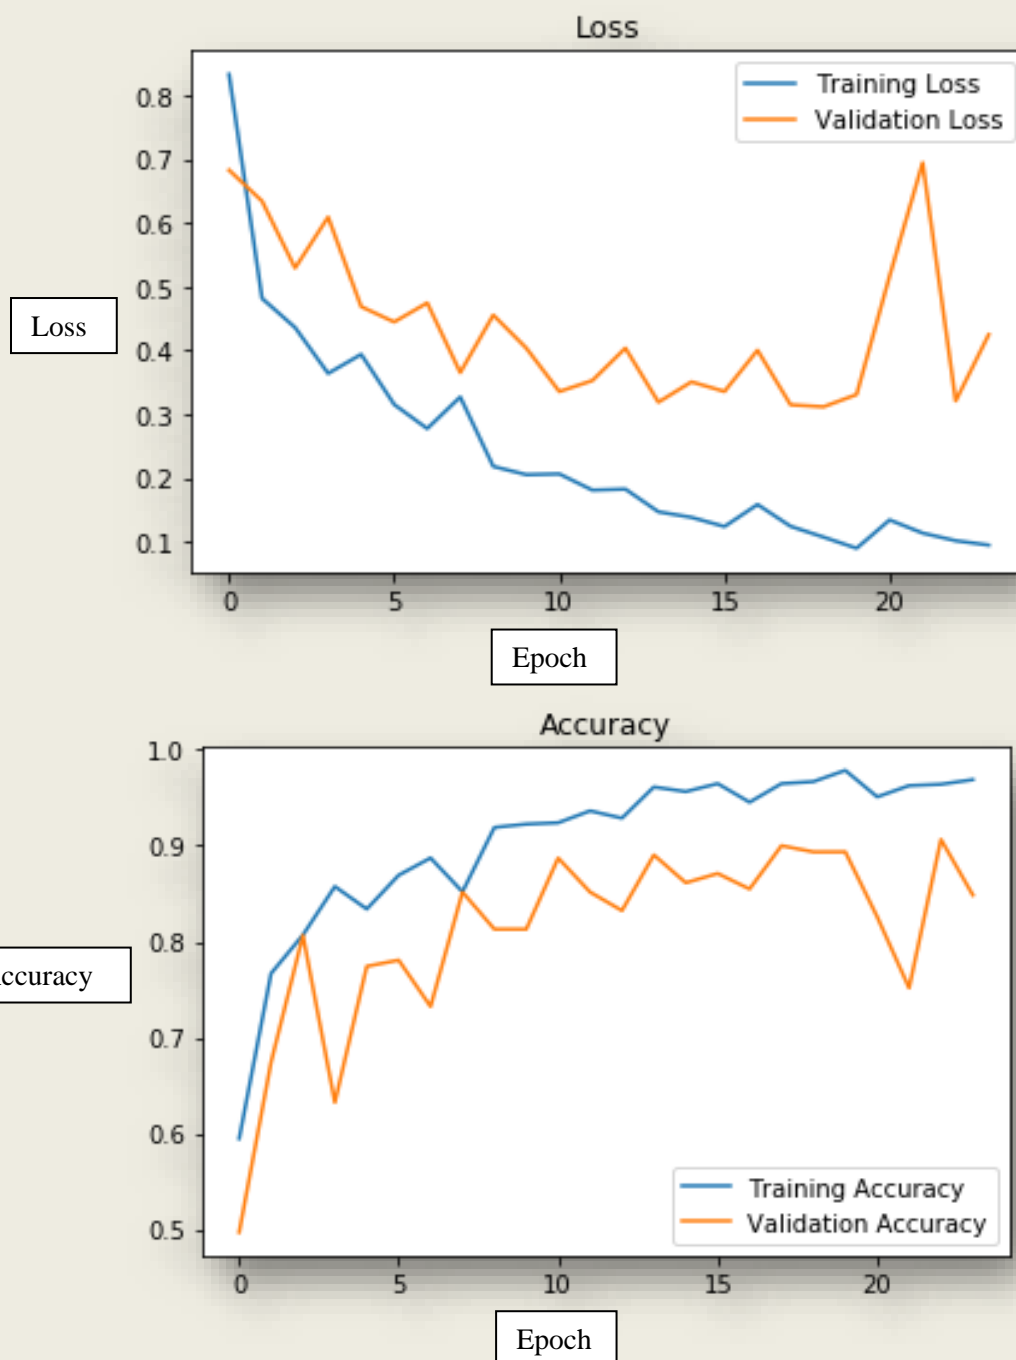 Loss
Training Loss
Validation Loss
0.8
0.7
0.6
0.5
0.4
0.3
0.2
0.1
Loss
0 5 10 15 20
Epoch
Accuracy
1.0
0.9
0.8
0.7
0.6
0.5
ccuracy
Training Accuracy
Validation Accuracy
0 5 10 15 20
Epoch